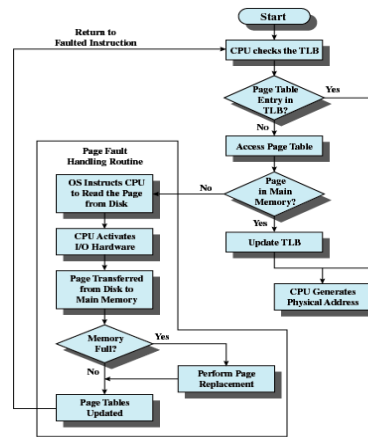 Start
Return to
Faulted Instruction
CPU checks the TLB
Page Table
Entry in
TLB?
Yes
No
Access Page Table
Page Fault
Handling Routine
OS Instructs CPU
to Read the Page
from Disk
No
Page
in Main
Memory?
Yes
CPU Activates
I/O Hardware
Update TLB
Page Transferred
from Disk to
Main Memory
CPU Generates
Physical Address
Memory
Full?
Yes
No
Perform Page
Replacement
Page Tables
Updated